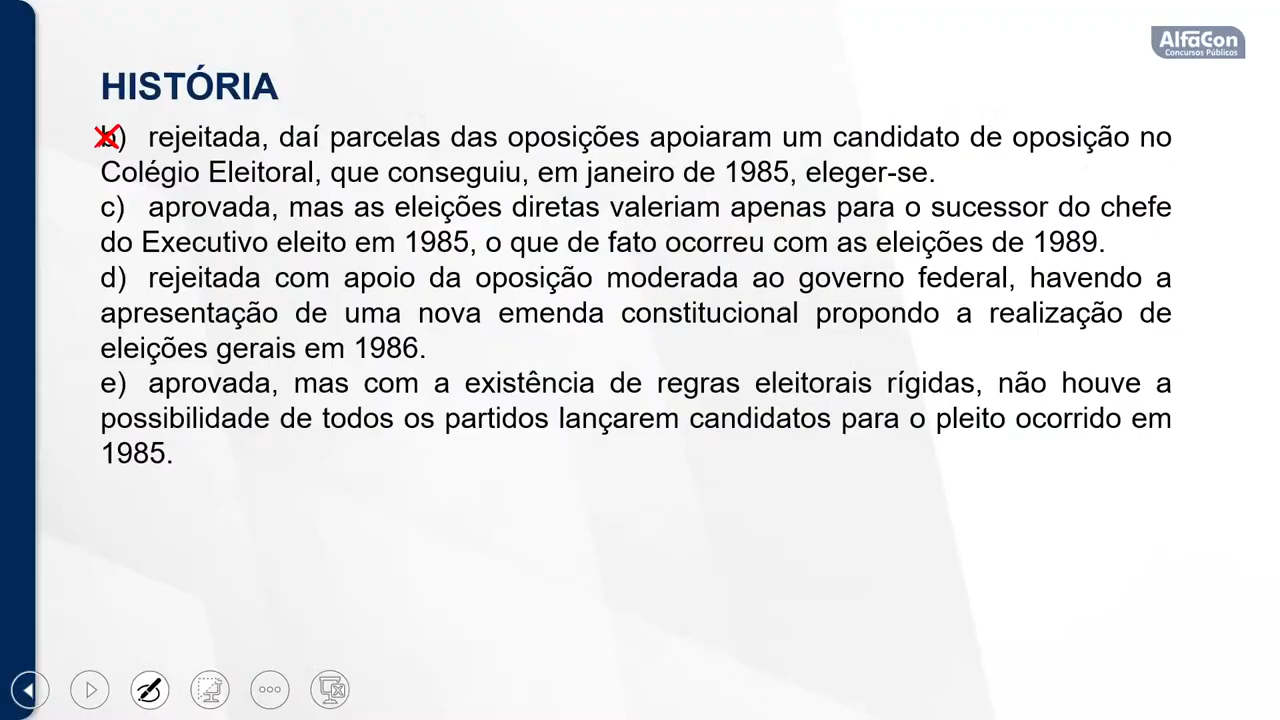 AlfaCon
Concursos Públicos
HISTÓRIA
b) rejeitada, daí parcelas das oposições apoiaram um candidato de oposição no
Colégio Eleitoral, que conseguiu, em janeiro de 1985, eleger-se.
c) aprovada, mas as eleições diretas valeriam apenas para o sucessor do chefe
do Executivo eleito em 1985, o que de fato ocorreu com as eleições de 1989.
d) rejeitada com apoio da oposição moderada ao governo federal, havendo a
apresentação de uma nova emenda constitucional propondo a realização de
eleições gerais em 1986.
e) aprovada, mas com a existência de regras eleitorais rígidas, não houve a
possibilidade de todos os partidos lançarem candidatos para o pleito ocorrido em
1985.